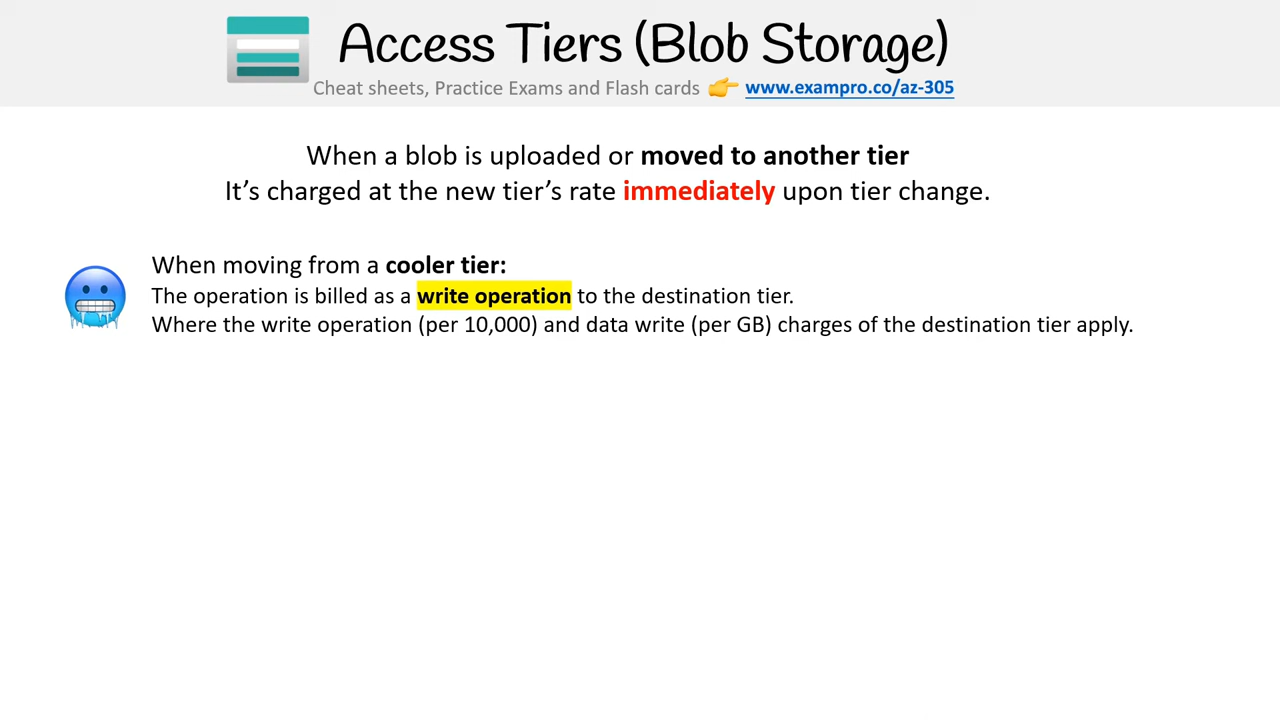 Access Tiers (Blob Storage)
Cheat sheets, Practice Exams and Flash cards 👉 www.exampro.co/az-305
When a blob is uploaded or moved to another tier
It's charged at the new tier's rate immediately upon tier change.
When moving from a cooler tier:
The operation is billed as a write operation to the destination tier.
Where the write operation (per 10,000) and data write (per GB) charges of the destination tier apply.